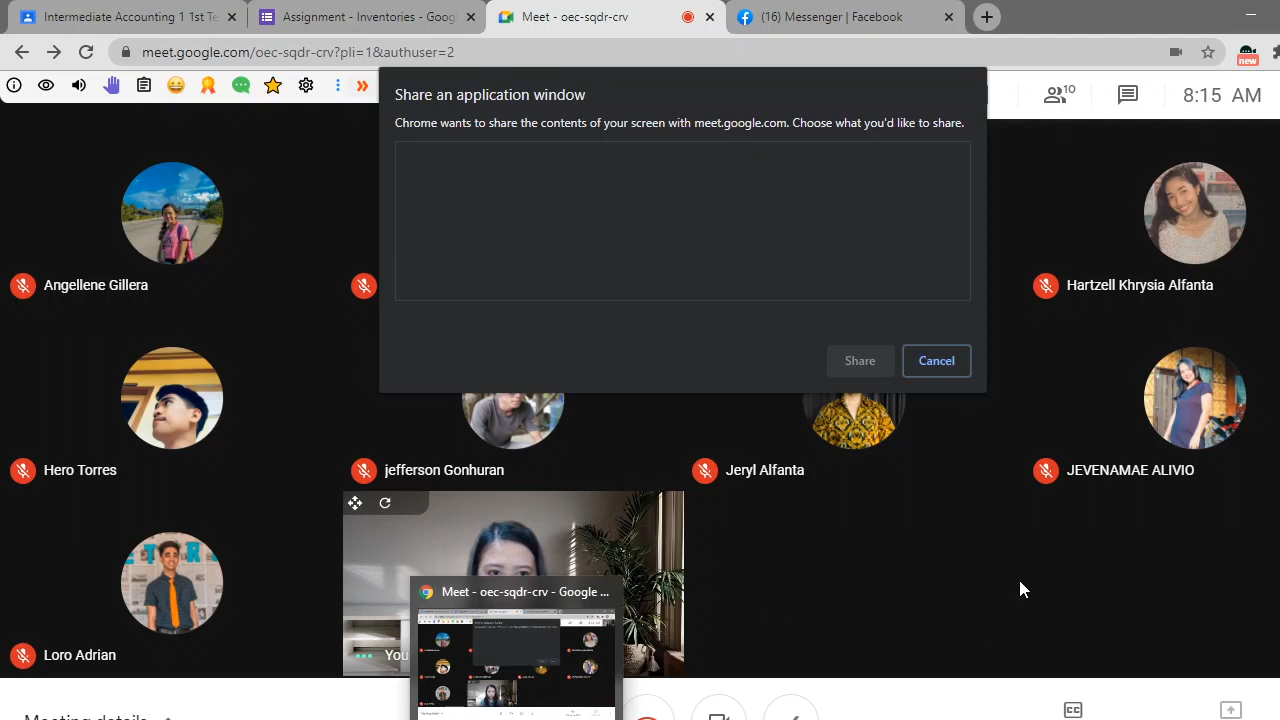 Intermediate Accounting 1 1st Te
Assignment - Inventories - Goog
Meet - oec-sqdr-crv
(16) Messenger | Facebook
meet.google.com/oec-sqdr-crv?pli=1&authuser=2
new
Share an application window
Chrome wants to share the contents of your screen with meet.google.com. Choose what you'd like to share.
10
8:15 AM
Share
Cancel
Angellene Gillera
Hartzell Khrysia Alfanta
Hero Torres
jefferson Gonhuran
Jeryl Alfanta
JEVENAMAE ALIVIO
Loro Adrian
You
Meet - oec-sqdr-crv - Google ...
CC
Meeting details